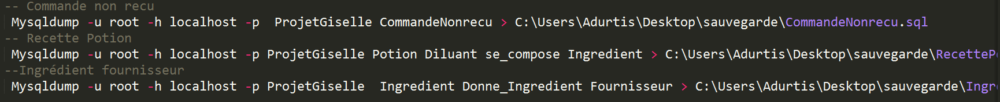 -- Commande non recu
Mysqldump -u root -h localhost -p  ProjetGiselle CommandeNonrecu > C:\Users\Adurtis\Desktop\sauvegarde\CommandeNonrecu.sql
-- Recette Potion
Mysqldump -u root -h localhost -p ProjetGiselle Potion Diluant se_compose Ingredient > C:\Users\Adurtis\Desktop\sauvegarde\RecetteP
--Ingrédient fournisseur
Mysqldump -u root -h localhost -p ProjetGiselle  Ingredient Donne_Ingredient Fournisseur > C:\Users\Adurtis\Desktop\sauvegarde\Ingr